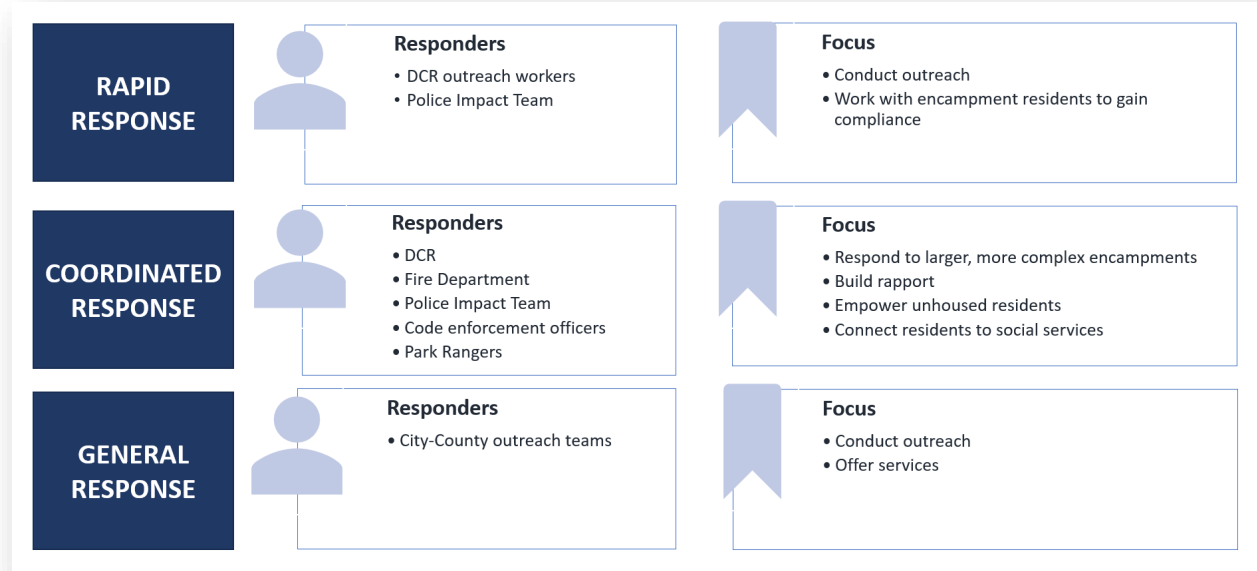 RAPID
RESPONSE
Responders
• DCR outreach workers
• Police Impact Team
Focus
• Conduct outreach
• Work with encampment residents to gain
compliance
COORDINATED
RESPONSE
Responders
• DCR
• Fire Department
• Police Impact Team
• Code enforcement officers
• Park Rangers
Focus
• Respond to larger, more complex encampments
• Build rapport
• Empower unhoused residents
• Connect residents to social services
GENERAL
RESPONSE
Responders
• City-County outreach teams
Focus
• Conduct outreach
• Offer services